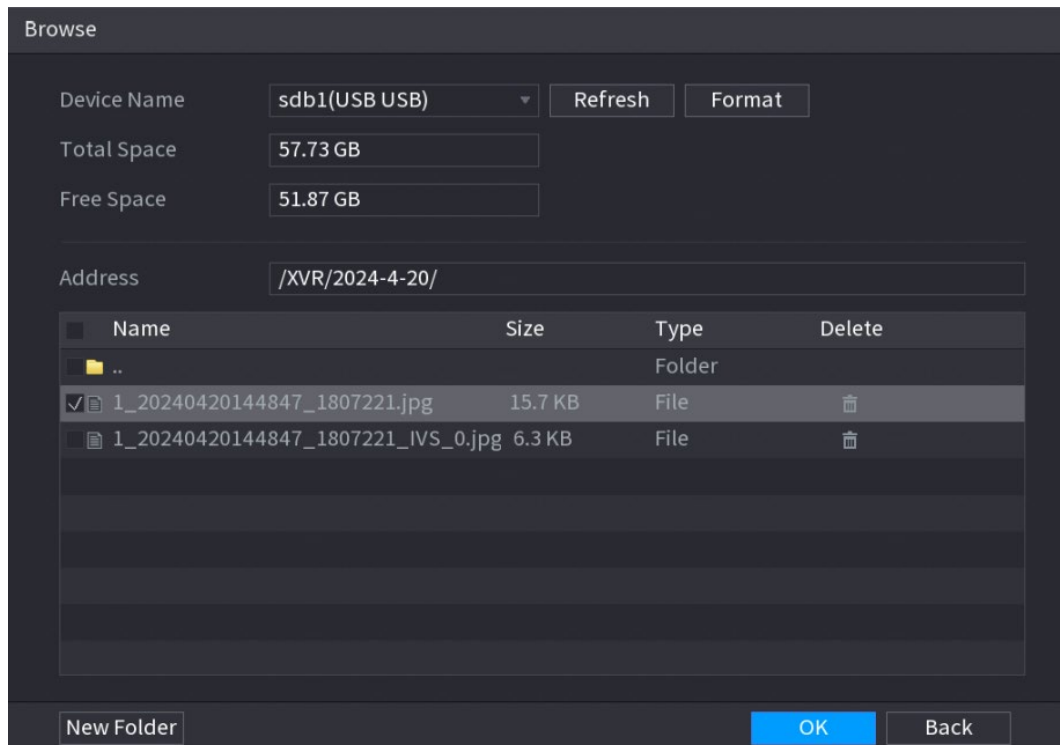 Browse
Device Name sdb1(USB USB) Refresh Format
Total Space 57.73 GB
Free Space 51.87 GB
Address /XVR/2024-4-20/
Name Size Type Delete
.. Folder
1_20240420144847_1807221.jpg 15.7 KB File
1_20240420144847_1807221_IVS_0.jpg 6.3 KB File
New Folder OK Back